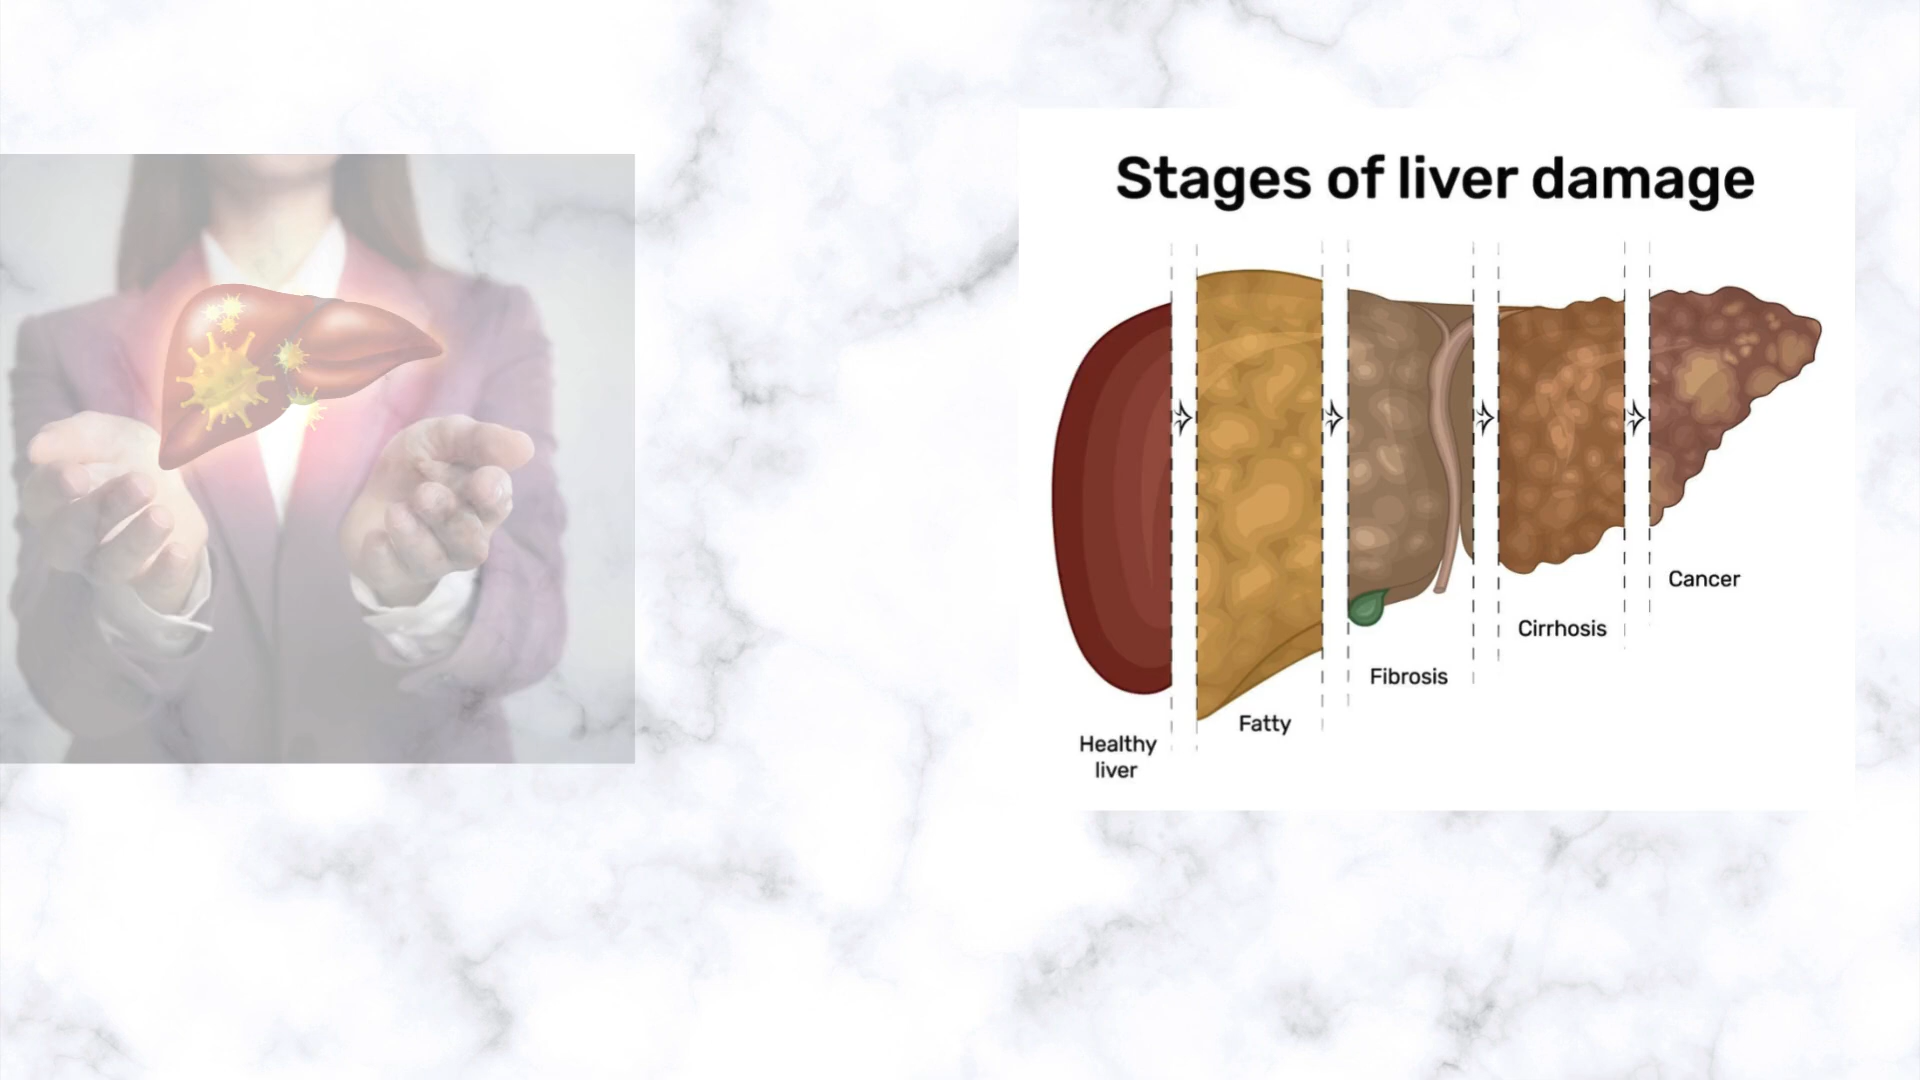 Stages of liver damage
Healthy
liver
Fatty
Fibrosis
Cirrhosis
Cancer